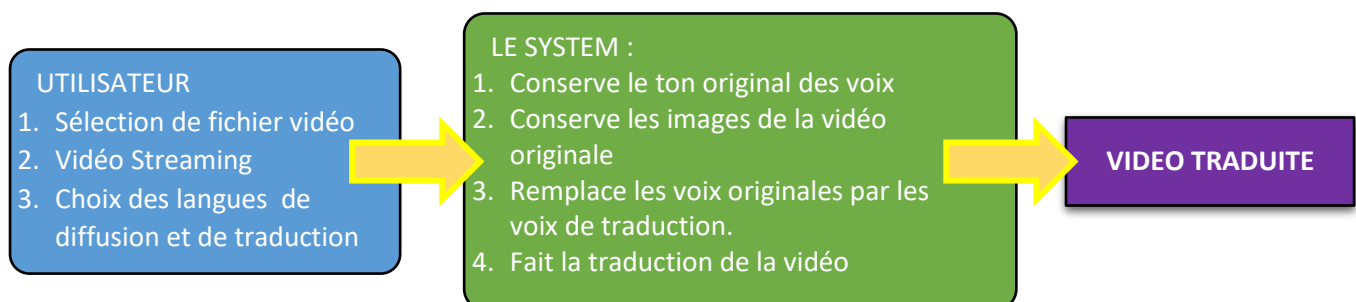 UTILISATEUR
1. Sélection de fichier vidéo
2. Vidéo Streaming
3. Choix des langues de
diffusion et de traduction
LE SYSTEM :
1. Conserve le ton original des voix
2. Conserve les images de la vidéo
originale
3. Remplace les voix originales par les
voix de traduction.
4. Fait la traduction de la vidéo
VIDEO TRADUITE